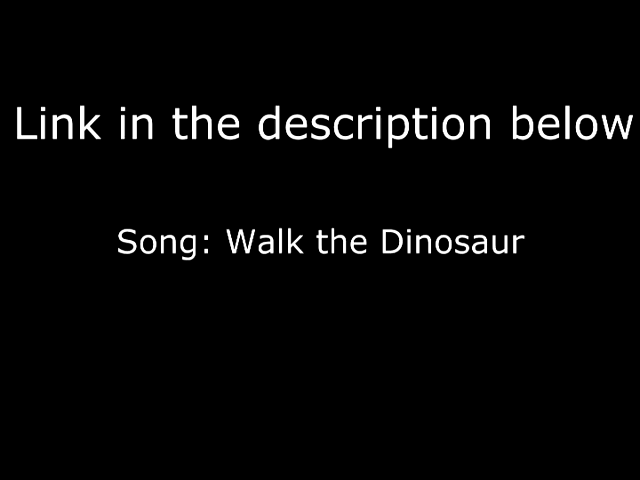 Link in the description below
Song: Walk the Dinosaur